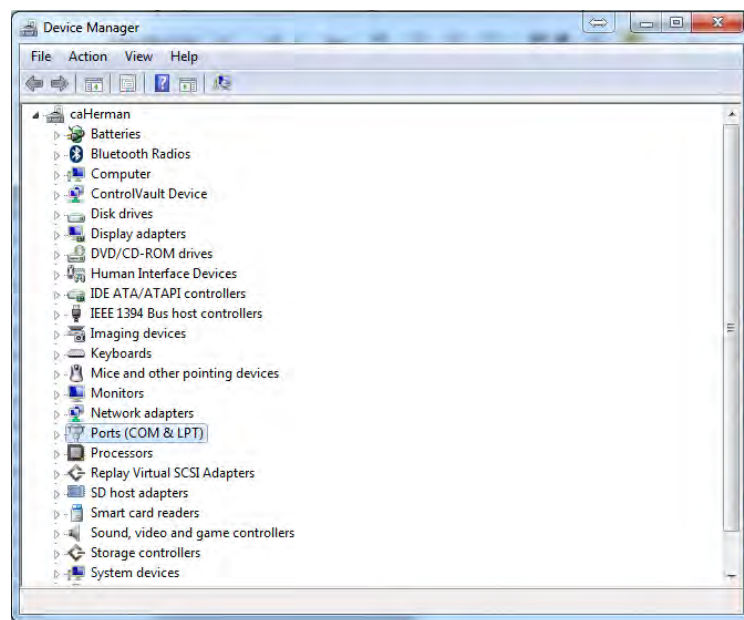 Device Manager
File Action View Help
caHerman
Batteries
Bluetooth Radios
Computer
ControlVault Device
Disk drives
Display adapters
DVD/CD-ROM drives
Human Interface Devices
IDE ATA/ATAPI controllers
IEEE 1394 Bus host controllers
Imaging devices
Keyboards
Mice and other pointing devices
Monitors
Network adapters
Ports (COM & LPT)
Processors
Replay Virtual SCSI Adapters
SD host adapters
Smart card readers
Sound, video and game controllers
Storage controllers
System devices